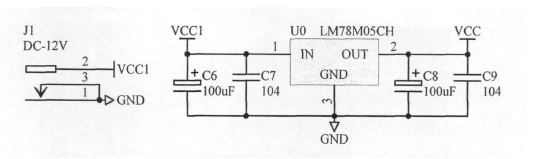 J1
DC-12V
2
VCC1
3
1
GND
VCC1
U0 LM78M05CH
VCC
1
IN OUT
2
GND
+
C6
100uF
C7
104
3
+
C8
100uF
C9
104
GND